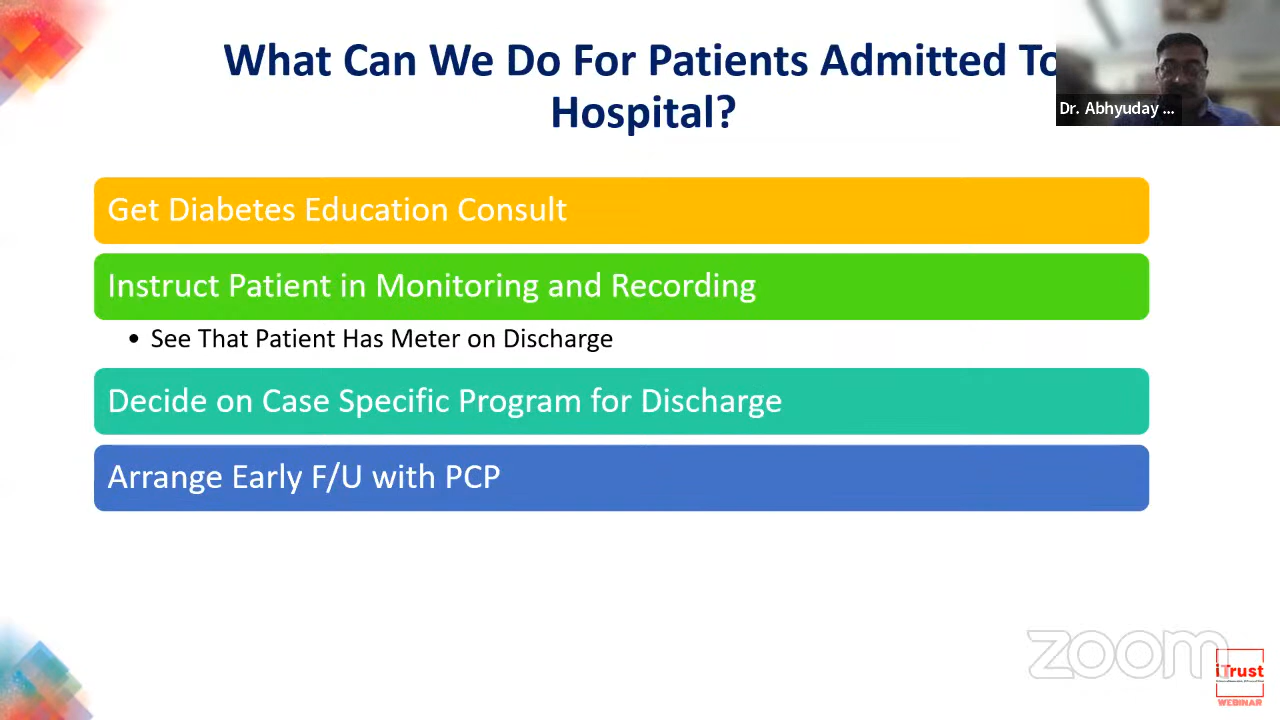 What Can We Do For Patients Admitted To
Hospital?
Dr. Abhyuday ...
Get Diabetes Education Consult
Instruct Patient in Monitoring and Recording
• See That Patient Has Meter on Discharge
Decide on Case Specific Program for Discharge
Arrange Early F/U with PCP
zoom
iTrust
WEBINAR